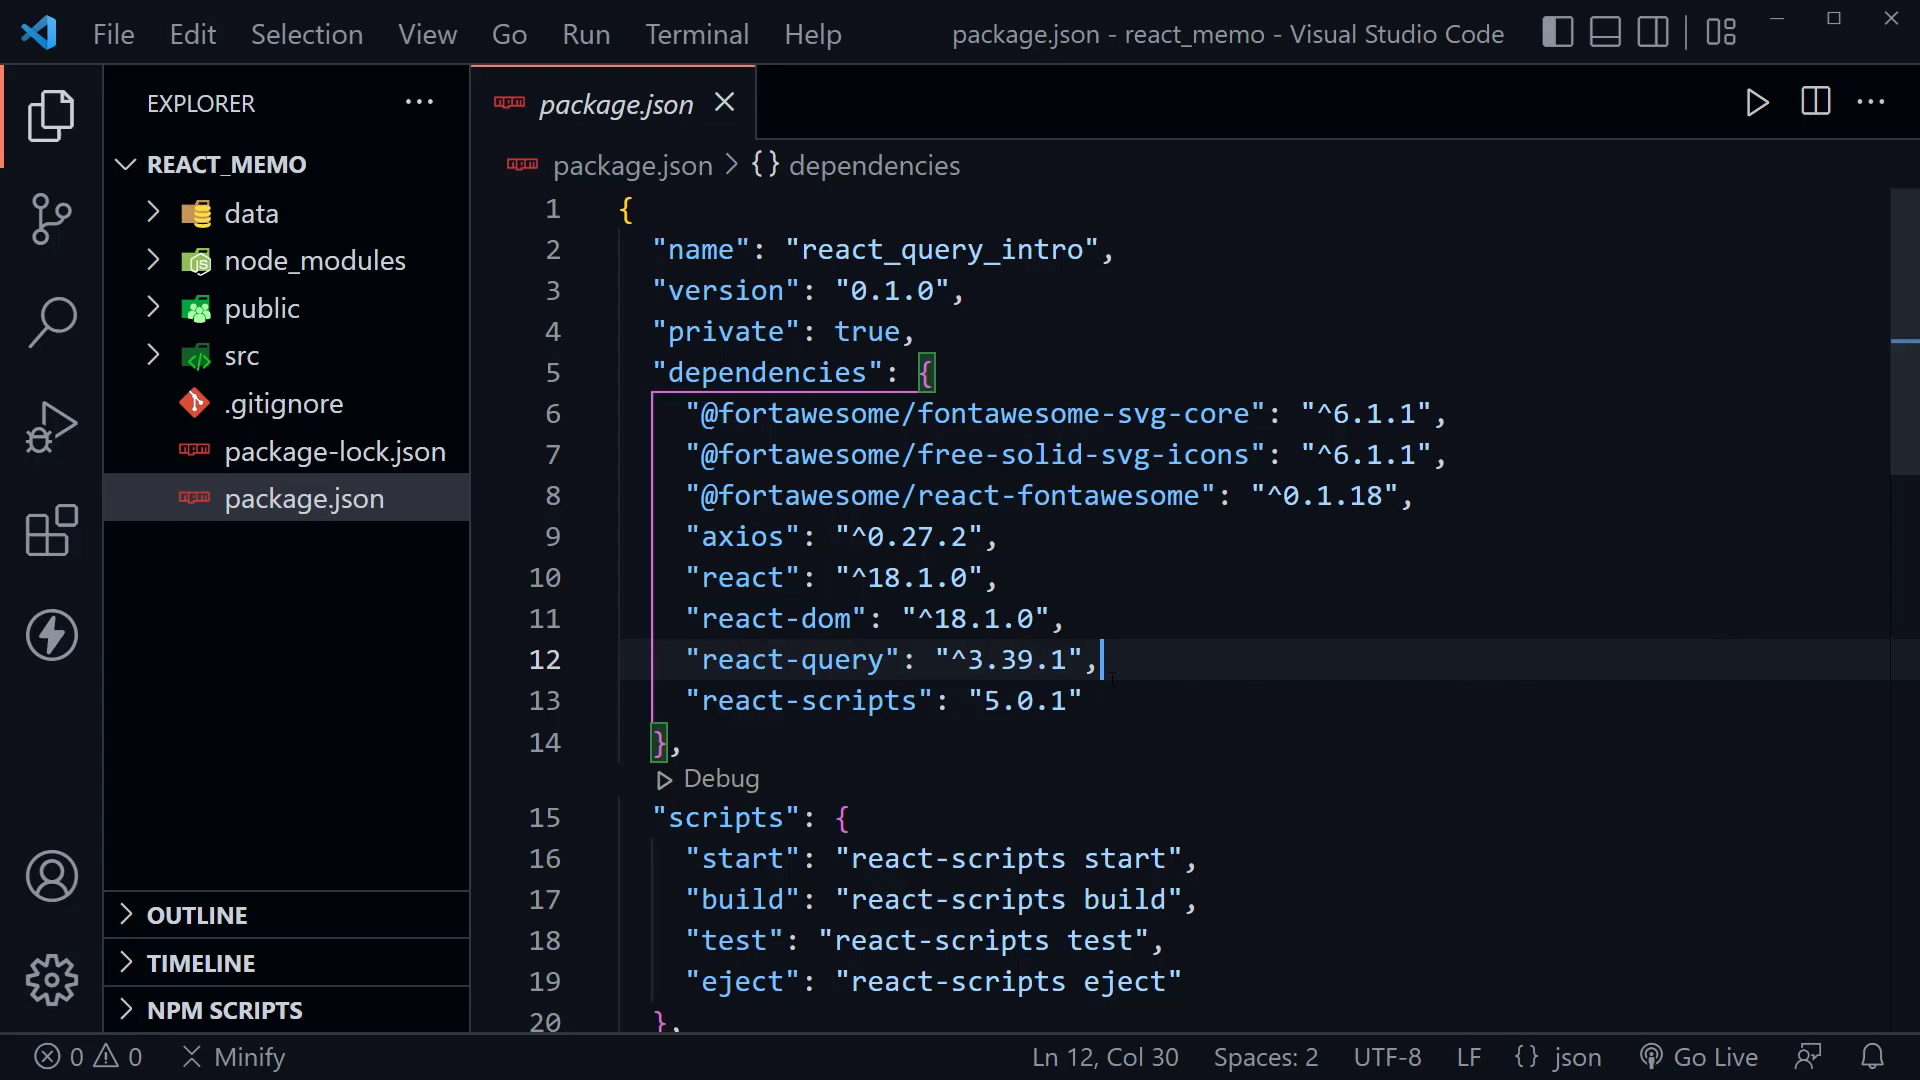 File Edit Selection View Go Run Terminal Help package.json - react_memo - Visual Studio Code
EXPLORER
REACT_MEMO
data
node_modules
public
src
.gitignore
package-lock.json
package.json
OUTLINE
TIMELINE
NPM SCRIPTS
package.json
package.json > {} dependencies
1 {
2 "name": "react_query_intro",
3 "version": "0.1.0",
4 "private": true,
5 "dependencies": {
6 "@fortawesome/fontawesome-svg-core": "^6.1.1",
7 "@fortawesome/free-solid-svg-icons": "^6.1.1",
8 "@fortawesome/react-fontawesome": "^0.1.18",
9 "axios": "^0.27.2",
10 "react": "^18.1.0",
11 "react-dom": "^18.1.0",
12 "react-query": "^3.39.1",
13 "react-scripts": "5.0.1"
14 },
Debug
15 "scripts": {
16 "start": "react-scripts start",
17 "build": "react-scripts build",
18 "test": "react-scripts test",
19 "eject": "react-scripts eject"
20 },
0 0 Minify Ln 12, Col 30 Spaces: 2 UTF-8 LF {} json Go Live